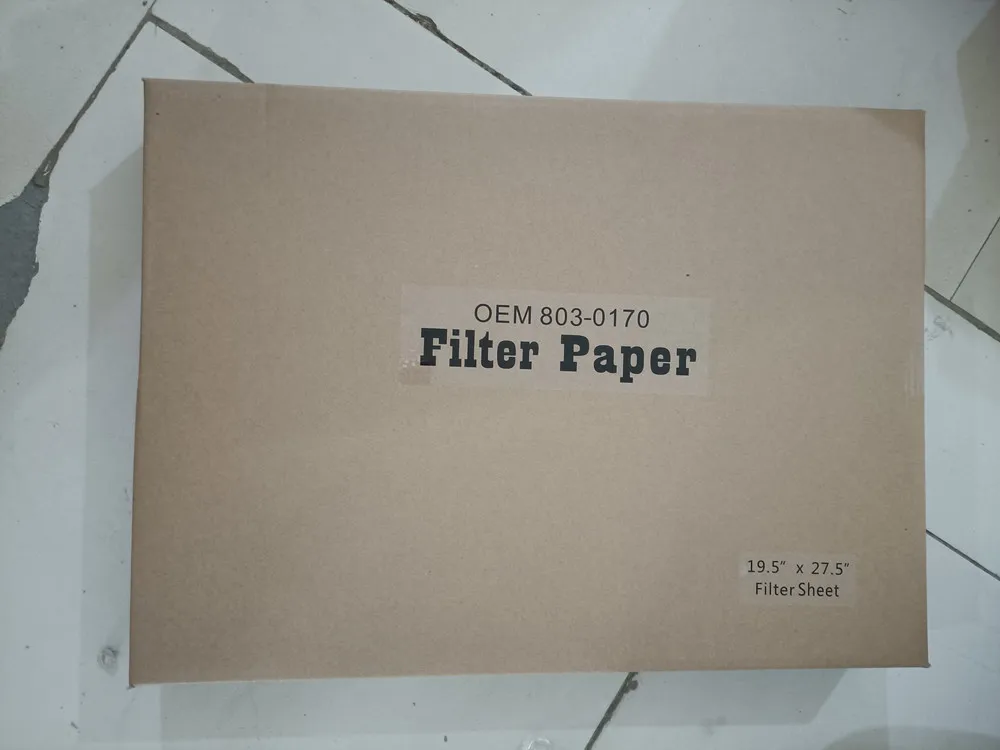 OEM 803-0170
Filter Paper
19.5” x 27.5”
Filter Sheet